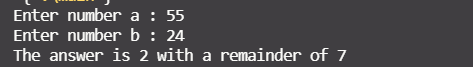 Enter number a : 55
Enter number b : 24
The answer is 2 with a remainder of 7